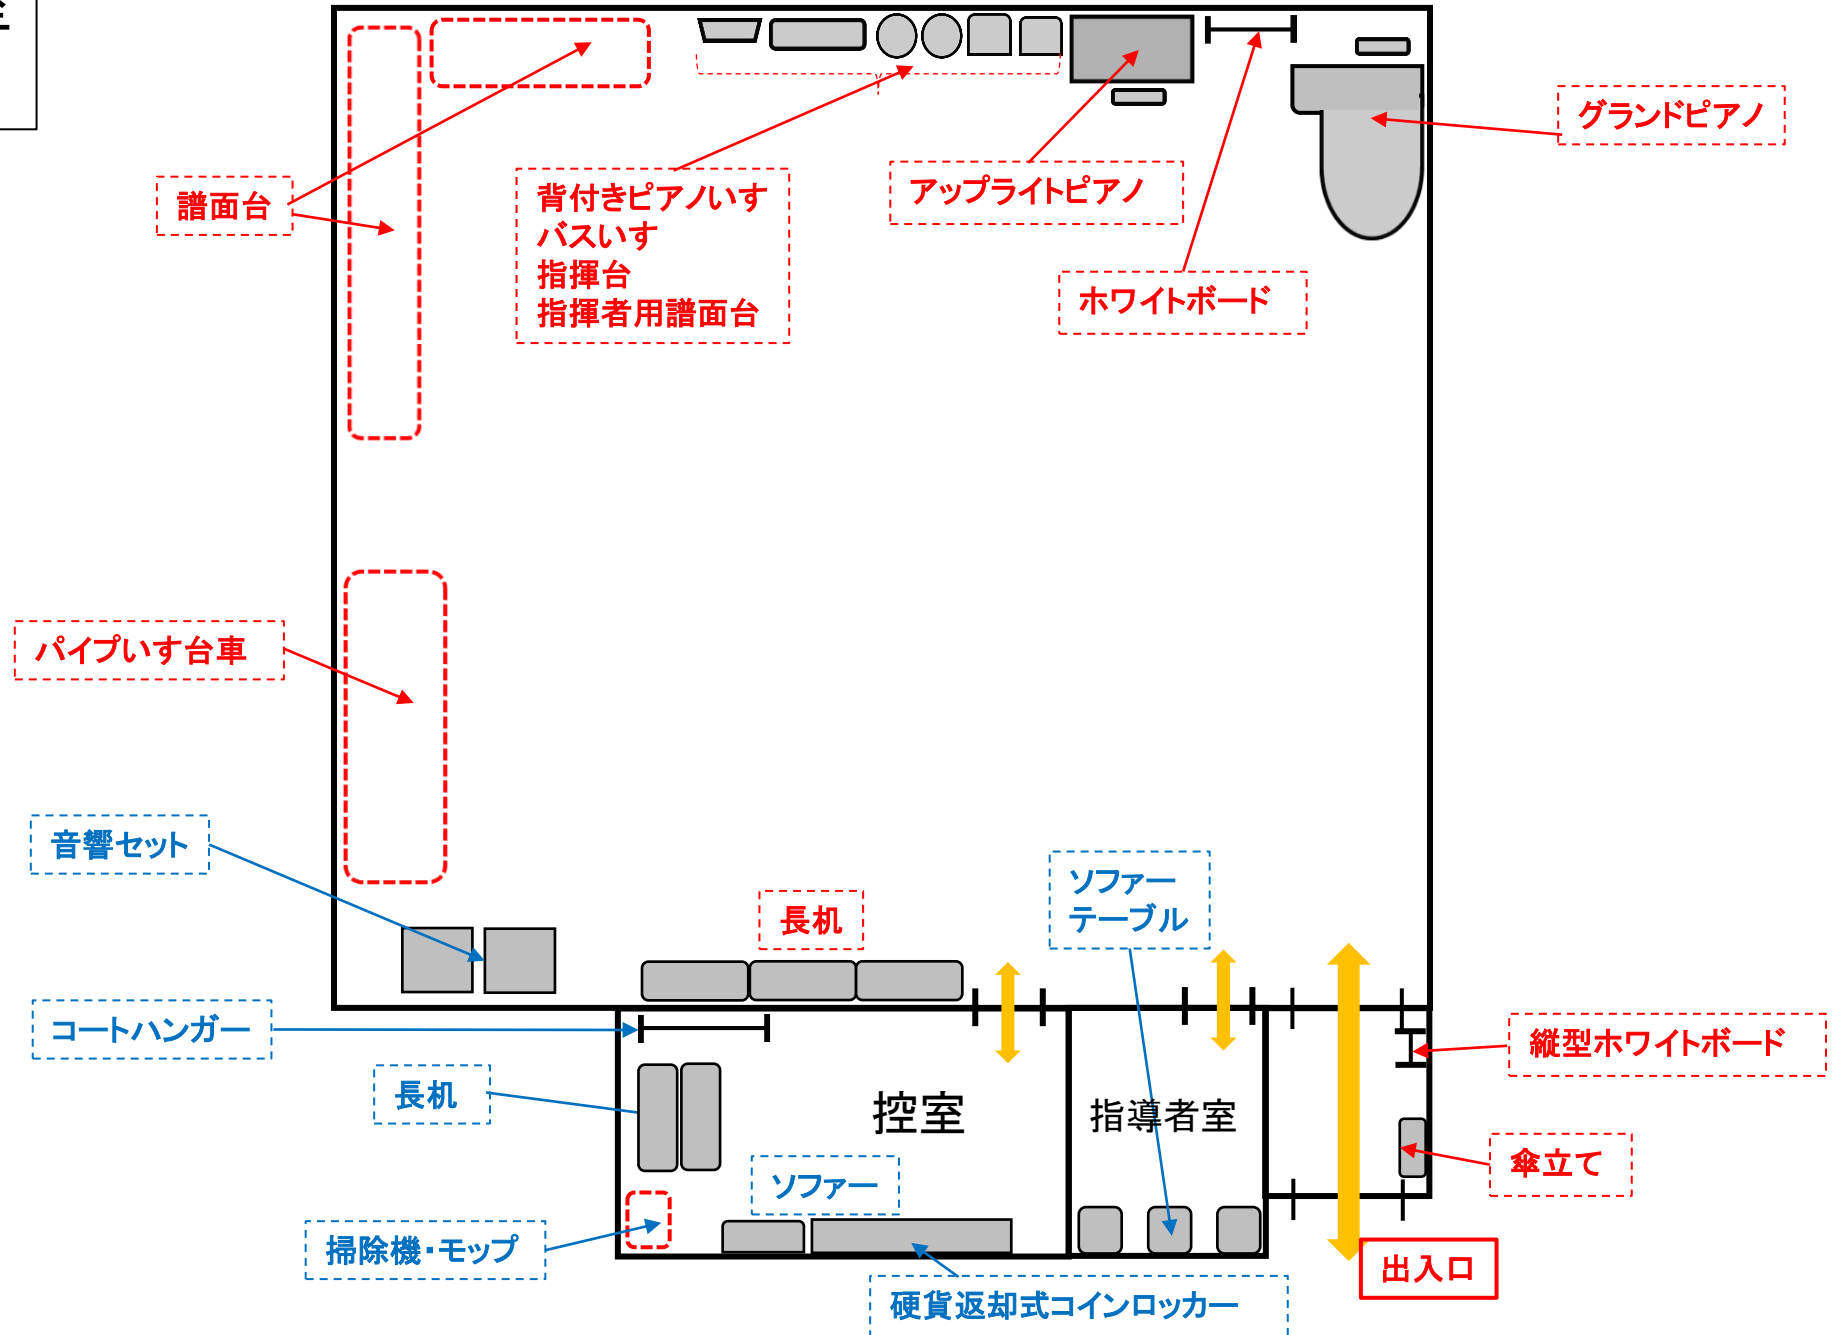 グランドピアノ
譜面台
背付きピアノいす
バスいす
指揮台
指揮者用譜面台
アップライトピアノ
ホワイトボード
パイプいす台車
音響セット
長机
ソファー
テーブル
コートハンガー
縦型ホワイトボード
長机
控室
指導者室
傘立て
ソファー
掃除機・モップ
出入口
硬貨返却式コインロッカー